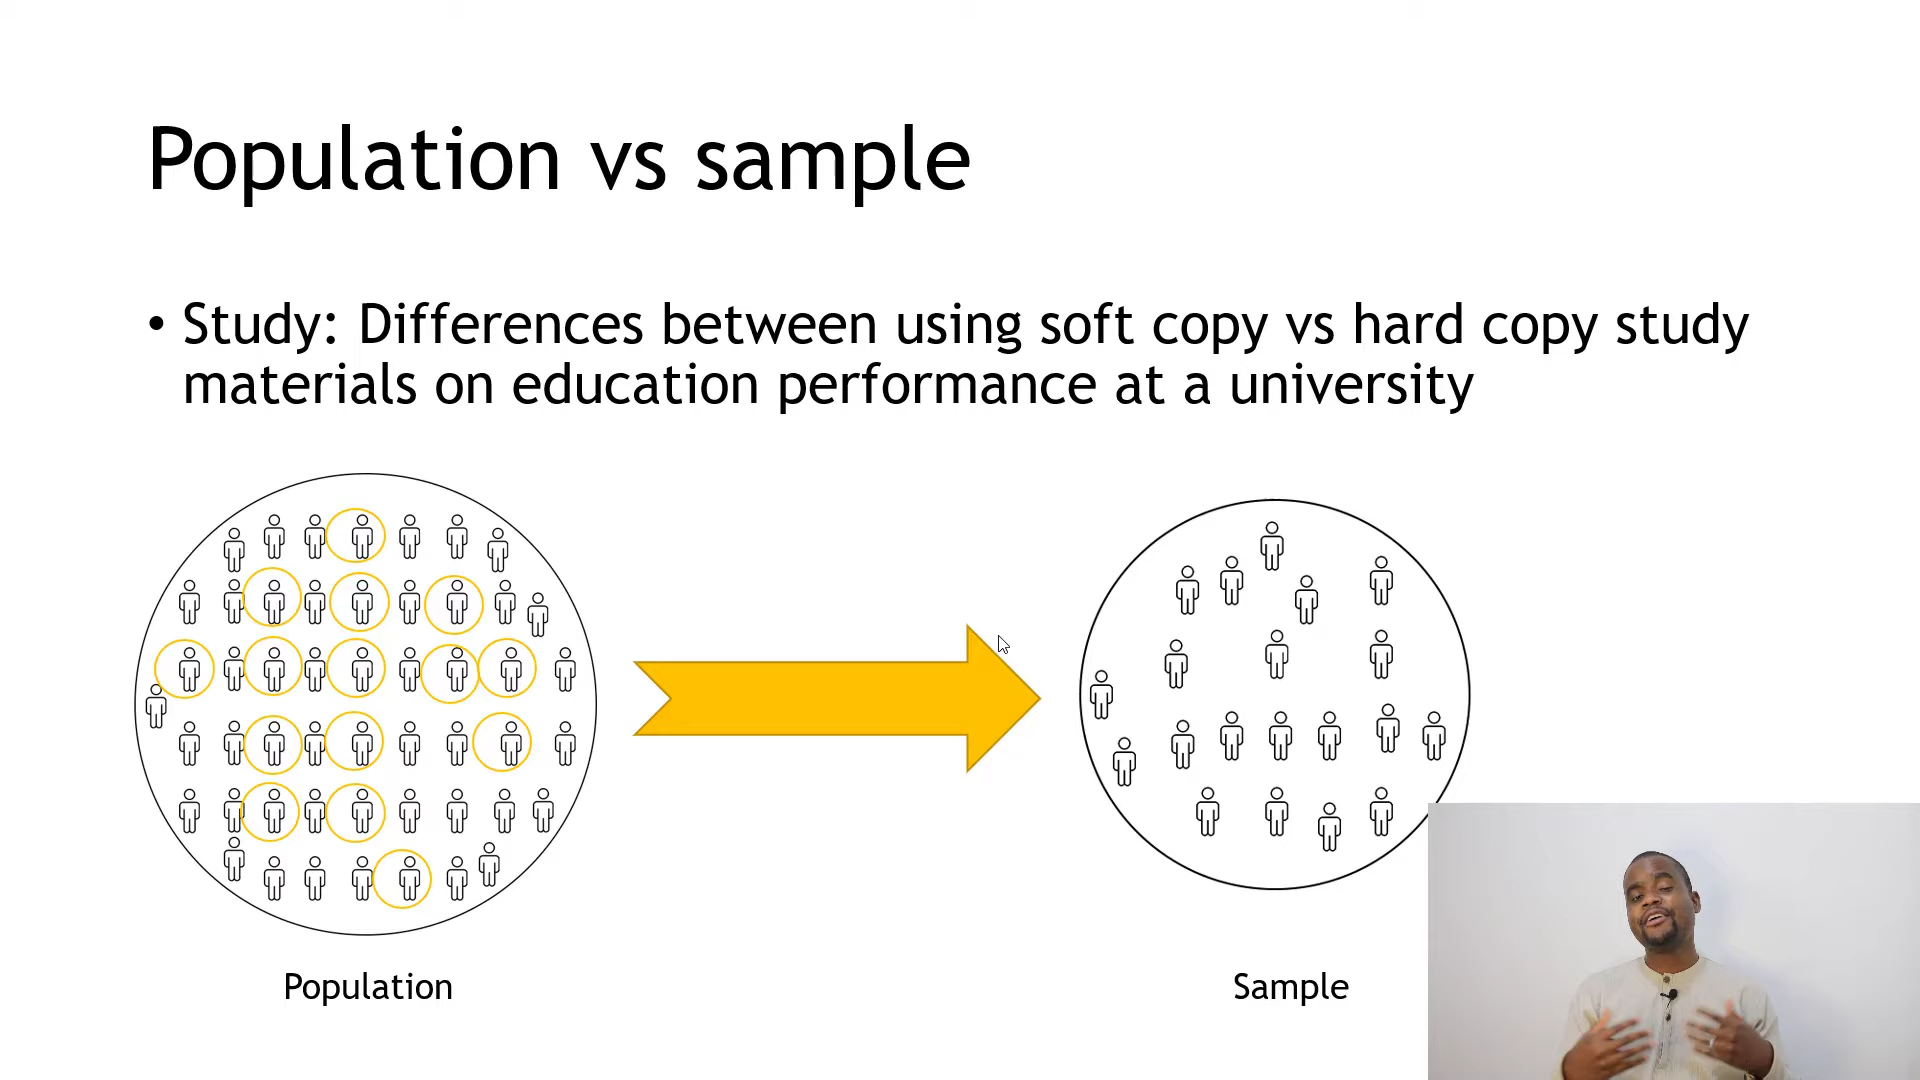 Population vs sample
• Study: Differences between using soft copy vs hard copy study
materials on education performance at a university
Population
Sample